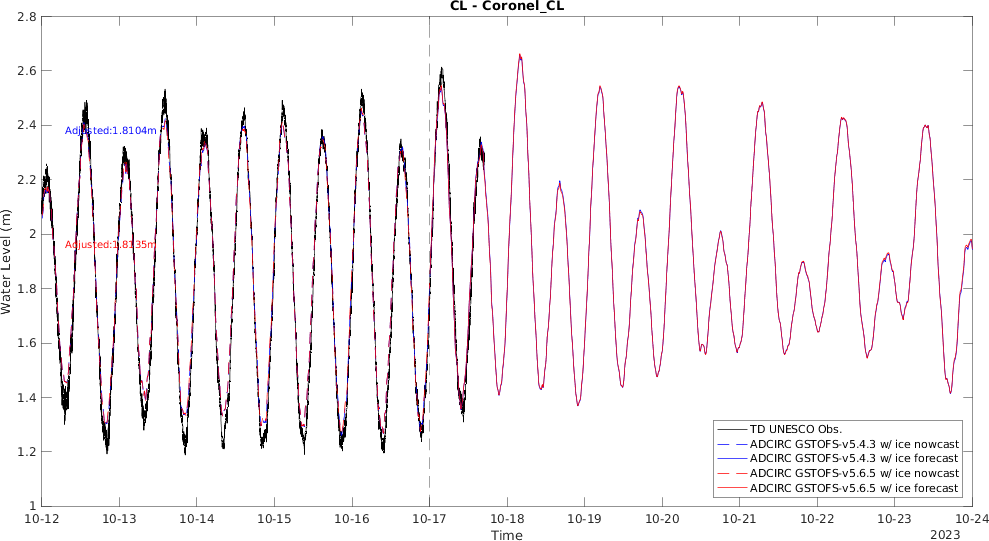 CL - Coronel_CL
2.8
2.6
2.4
2.2
2
1.8
1.6
1.4
1.2
1
Water Level (m)
Adjusted:1.8104m
Adjusted:1.8135m
TD UNESCO Obs.
ADCIRC GSTOFS-v5.4.3 w/ ice nowcast
ADCIRC GSTOFS-v5.4.3 w/ ice forecast
ADCIRC GSTOFS-v5.6.5 w/ ice nowcast
ADCIRC GSTOFS-v5.6.5 w/ ice forecast
10-12 10-13 10-14 10-15 10-16 10-17 10-18 10-19 10-20 10-21 10-22 10-23 10-24
Time
2023